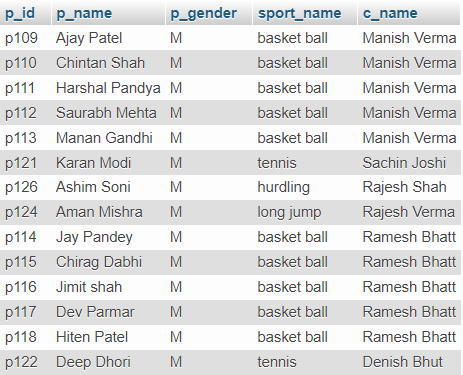 p_id p_name p_gender sport_name c_name
p109 Ajay Patel M basket ball Manish Verma
p110 Chintan Shah M basket ball Manish Verma
p111 Harshal Pandya M basket ball Manish Verma
p112 Saurabh Mehta M basket ball Manish Verma
p113 Manan Gandhi M basket ball Manish Verma
p121 Karan Modi M tennis Sachin Joshi
p126 Ashim Soni M hurdling Rajesh Shah
p124 Aman Mishra M long jump Rajesh Verma
p114 Jay Pandey M basket ball Ramesh Bhatt
p115 Chirag Dabhi M basket ball Ramesh Bhatt
p116 Jimit shah M basket ball Ramesh Bhatt
p117 Dev Parmar M basket ball Ramesh Bhatt
p118 Hiten Patel M basket ball Ramesh Bhatt
p122 Deep Dhori M tennis Denish Bhut